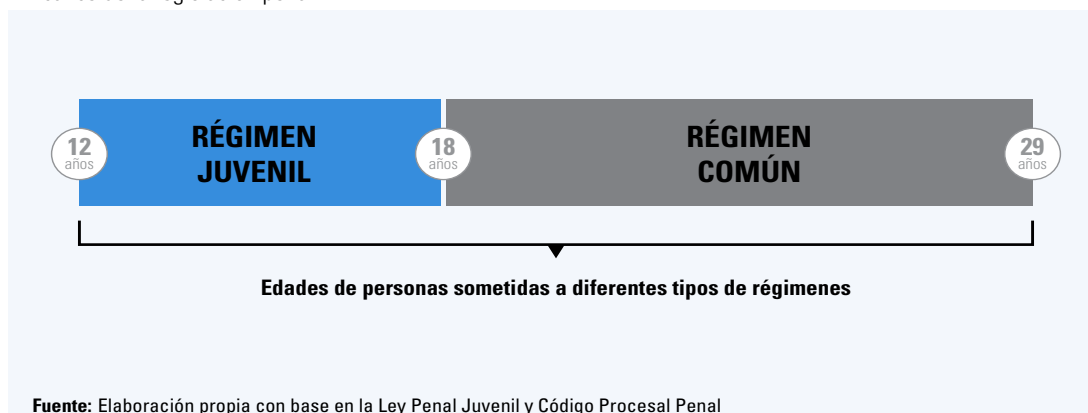 12
años
RÉGIMEN
JUVENIL
18
años
RÉGIMEN
COMÚN
29
años
Edades de personas sometidas a diferentes tipos de régimenes
Fuente: Elaboración propia con base en la Ley Penal Juvenil y Código Procesal Penal